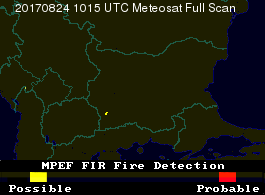 20170824 1015 UTC Meteosat Full Scan
MPEF FIR Fire Detection
Possible Probable